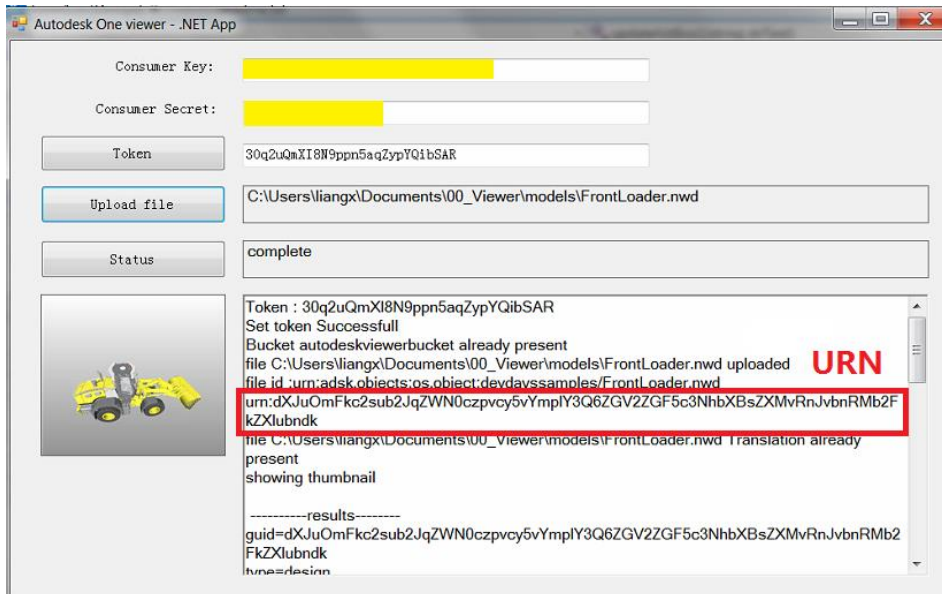 Autodesk One viewer - .NET App
Consumer Key:
Consumer Secret:
Token
30q2uQmXI8N9ppn5aqZypYQibSAR
Upload file
C:\Users\liangx\Documents\00_Viewer\models\FrontLoader.nwd
Status
complete
Token : 30q2uQmXI8N9ppn5aqZypYQibSAR
Set token Successfull
Bucket autodeskviewerbucket already present
file C:\Users\liangx\Documents\00_Viewer\models\FrontLoader.nwd uploaded
URN
file id :urn:adsk.objects:os.object:devdayssamples/FrontLoader.nwd
urn:dXJuOmFkc2sub2JqZWN0czpvcy5vYmplY3Q6ZGV2ZGF5c3NhbXBsZXMvRnJvbnRMb2F
kZXIubndk
file C:\Users\liangx\Documents\00_Viewer\models\FrontLoader.nwd Translation already
present
showing thumbnail
----------results--------
guid=dXJuOmFkc2sub2JqZWN0czpvcy5vYmplY3Q6ZGV2ZGF5c3NhbXBsZXMvRnJvbnRMb2
FkZXIubndk
type=design